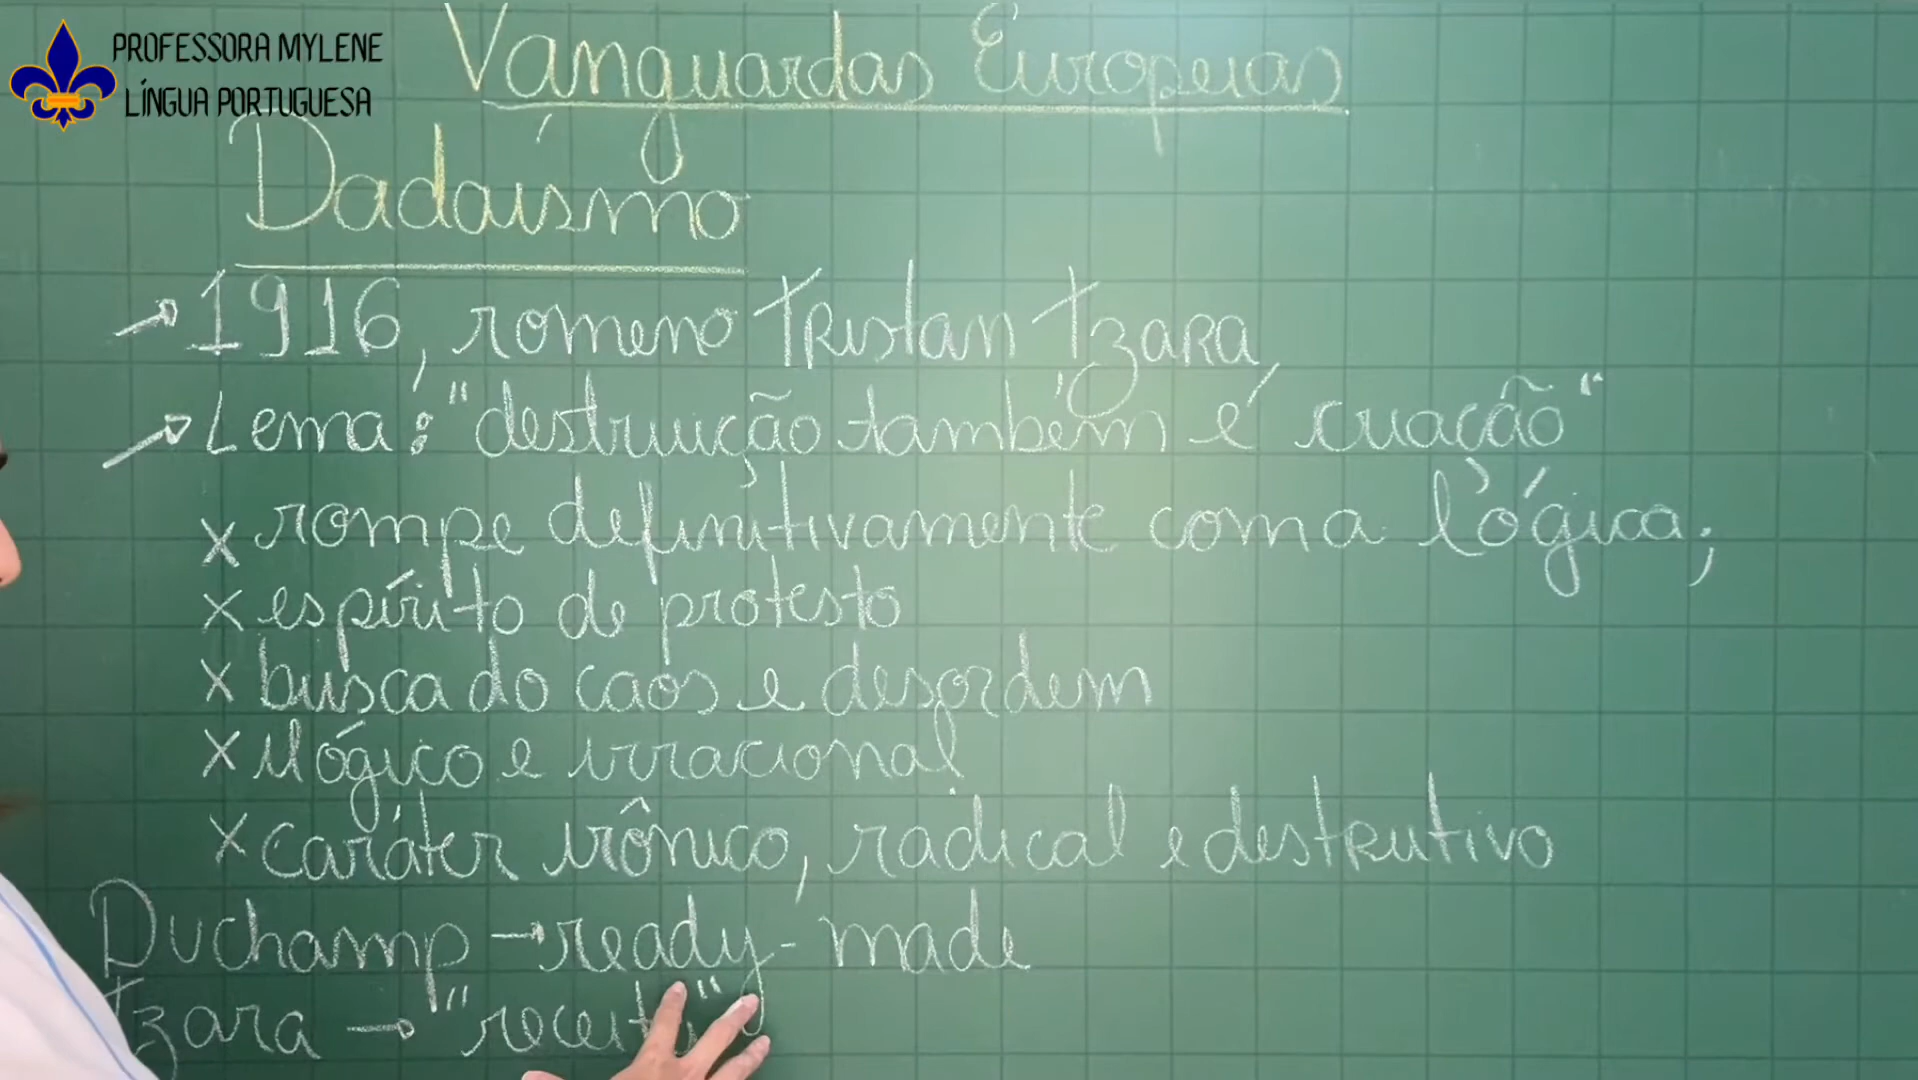 PROFESSORA MYLENE
LÍNGUA PORTUGUESA
Vanguardas Europeias
Dadaísmo
→ 1916, romeno Tristan Tzara,
→ Lema: "destruição também é criação"
x rompe definitivamente com a lógica;
x espírito de protesto
x busca do caos e desordem
x ilógico e irracional
x caráter irônico, radical e destrutivo
Duchamp → ready-made
Tzara → "receita"